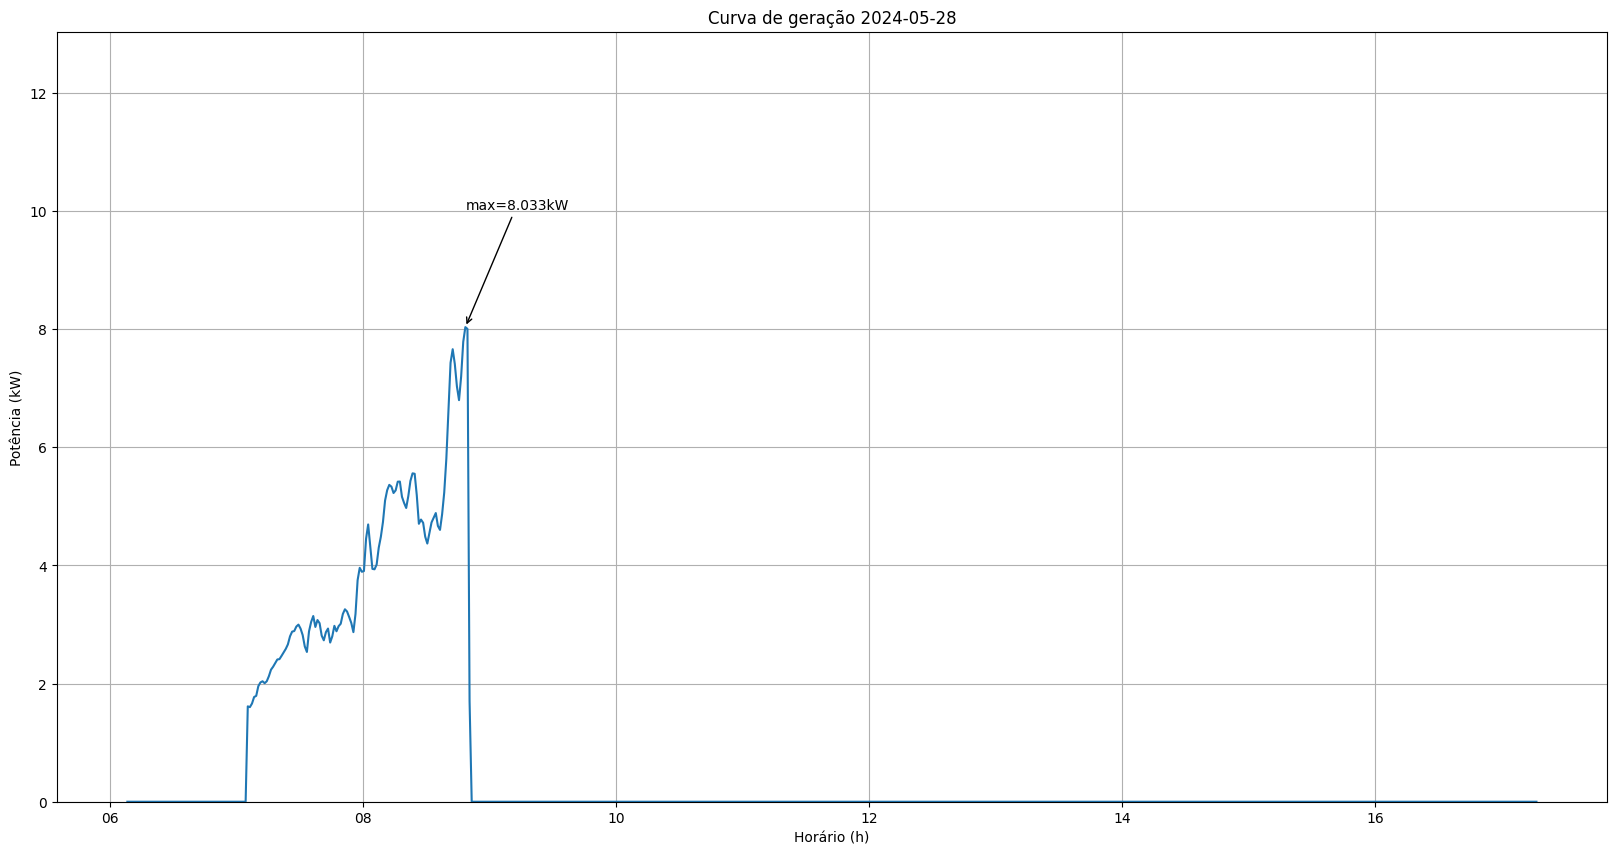 Curva de geração 2024-05-28
12
10
8
6
4
2
0
Potência (kW)
max=8.033kW
06 08 10 12 14 16
Horário (h)